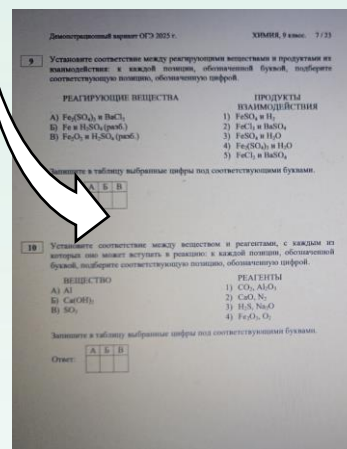 Демонстрационный вариант ОГЭ 2025 г. ХИМИЯ, 9 класс. 7 / 23
9
Установите соответствие между реагирующими веществами и продуктами их
взаимодействия: к каждой позиции, обозначенной буквой, подберите
соответствующую позицию, обозначенную цифрой.
РЕАГИРУЮЩИЕ ВЕЩЕСТВА
А) Fe₂(SO₄)₃ и BaCl₂
Б) Fe и H₂SO₄ (разб.)
В) Fe₂O₃ и H₂SO₄ (разб.)
ПРОДУКТЫ
ВЗАИМОДЕЙСТВИЯ
1) FeSO₄ и H₂
2) FeCl₃ и BaSO₄
3) FeSO₄ и H₂O
4) Fe₂(SO₄)₃ и H₂O
5) FeCl₂ и BaSO₄
Запишите в таблицу выбранные цифры под соответствующими буквами.
А Б В
10
Установите соответствие между веществом и реагентами, с каждым из
которых оно может вступить в реакцию: к каждой позиции, обозначенной
буквой, подберите соответствующую позицию, обозначенную цифрой.
ВЕЩЕСТВО
А) Al
Б) Ca(OH)₂
В) SO₂
РЕАГЕНТЫ
1) CO₂, Al₂O₃
2) CaO, N₂
3) H₂S, Na₂O
4) Fe₂O₃, O₂
Запишите в таблицу выбранные цифры под соответствующими буквами.
А Б В
Ответ: